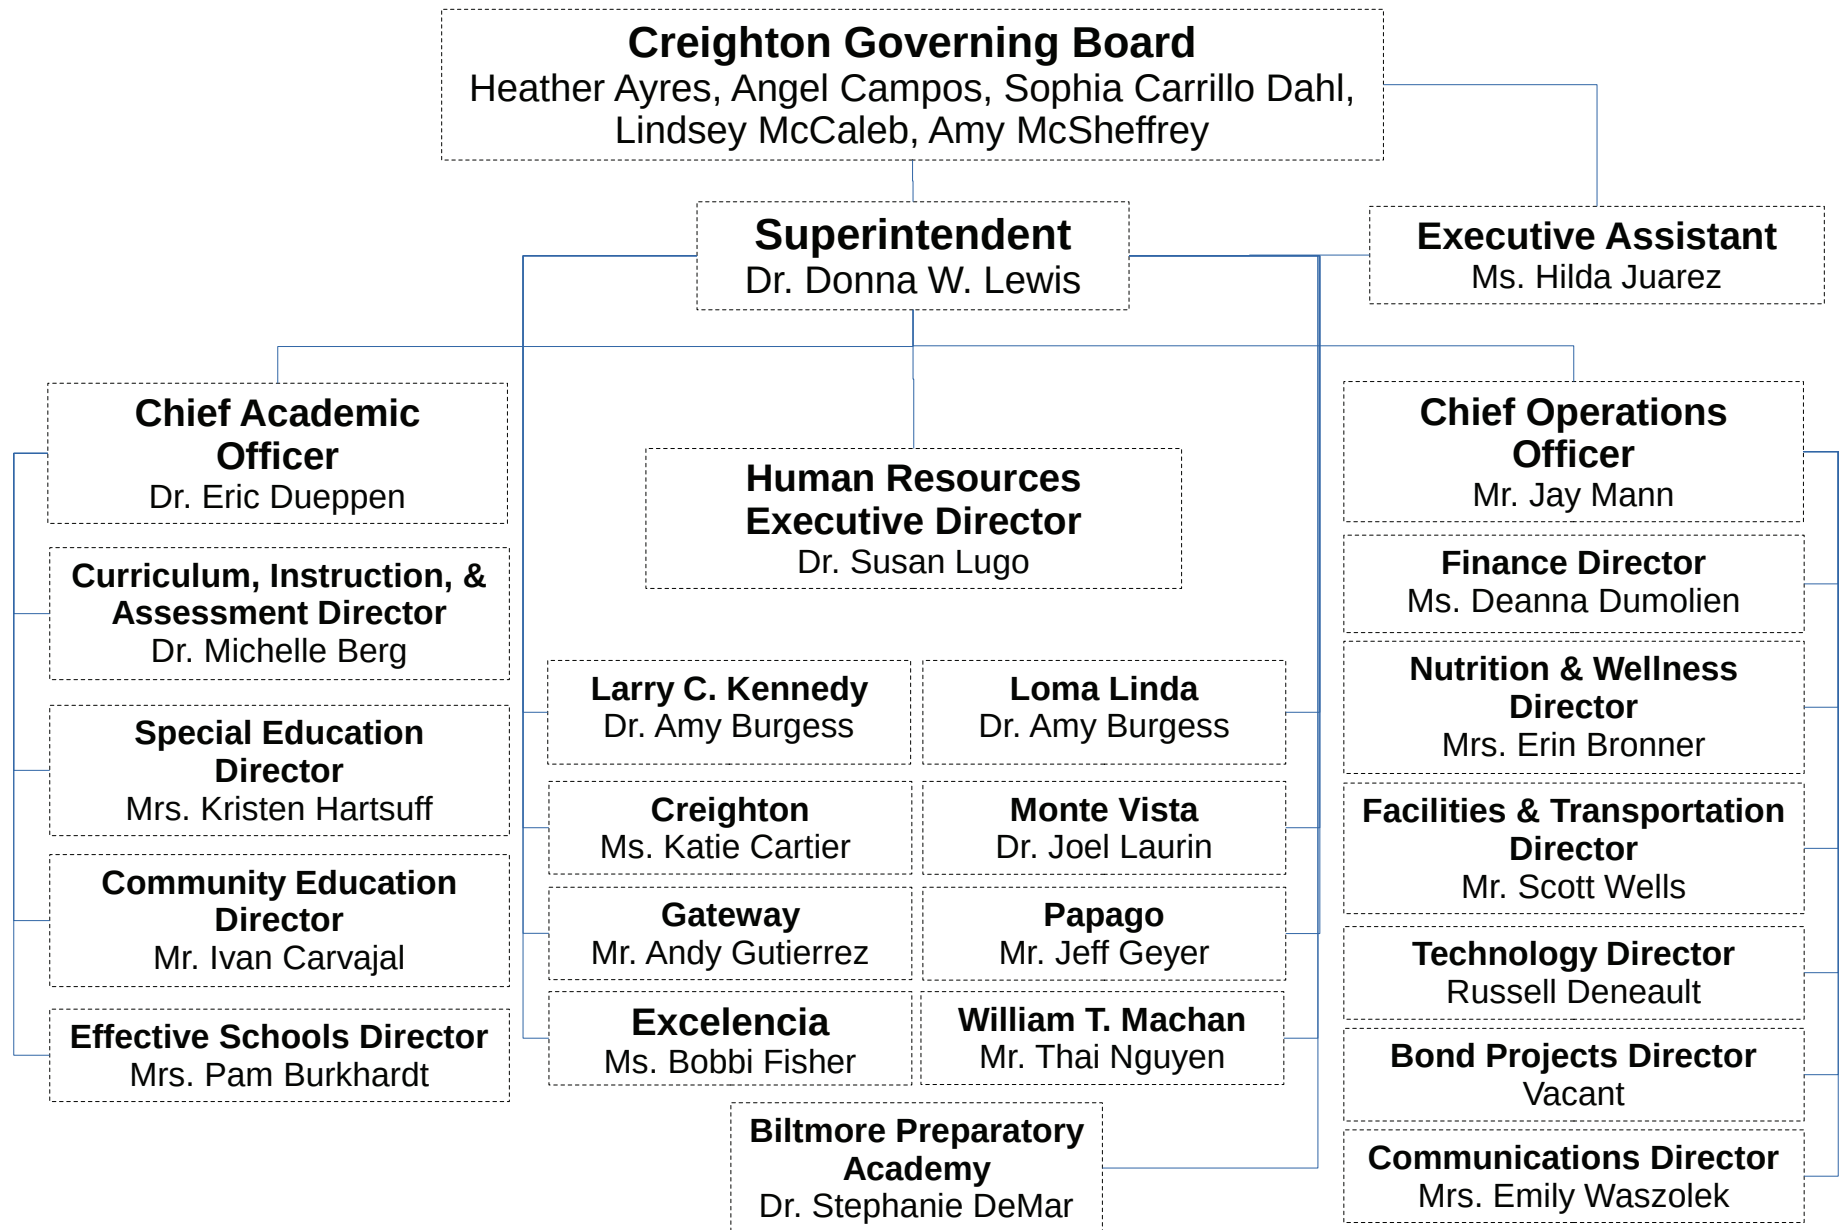 Creighton Governing Board
Heather Ayres, Angel Campos, Sophia Carrillo Dahl,
Lindsey McCaleb, Amy McSheffrey
Superintendent
Dr. Donna W. Lewis
Executive Assistant
Ms. Hilda Juarez
Chief Academic
Officer
Dr. Eric Dueppen
Curriculum, Instruction, &
Assessment Director
Dr. Michelle Berg
Special Education
Director
Mrs. Kristen Hartsuff
Community Education
Director
Mr. Ivan Carvajal
Effective Schools Director
Mrs. Pam Burkhardt
Human Resources
Executive Director
Dr. Susan Lugo
Larry C. Kennedy
Dr. Amy Burgess
Loma Linda
Dr. Amy Burgess
Creighton
Ms. Katie Cartier
Monte Vista
Dr. Joel Laurin
Gateway
Mr. Andy Gutierrez
Papago
Mr. Jeff Geyer
Excelencia
Ms. Bobbi Fisher
William T. Machan
Mr. Thai Nguyen
Biltmore Preparatory
Academy
Dr. Stephanie DeMar
Chief Operations
Officer
Mr. Jay Mann
Finance Director
Ms. Deanna Dumolien
Nutrition & Wellness
Director
Mrs. Erin Bronner
Facilities & Transportation
Director
Mr. Scott Wells
Technology Director
Russell Deneault
Bond Projects Director
Vacant
Communications Director
Mrs. Emily Waszolek